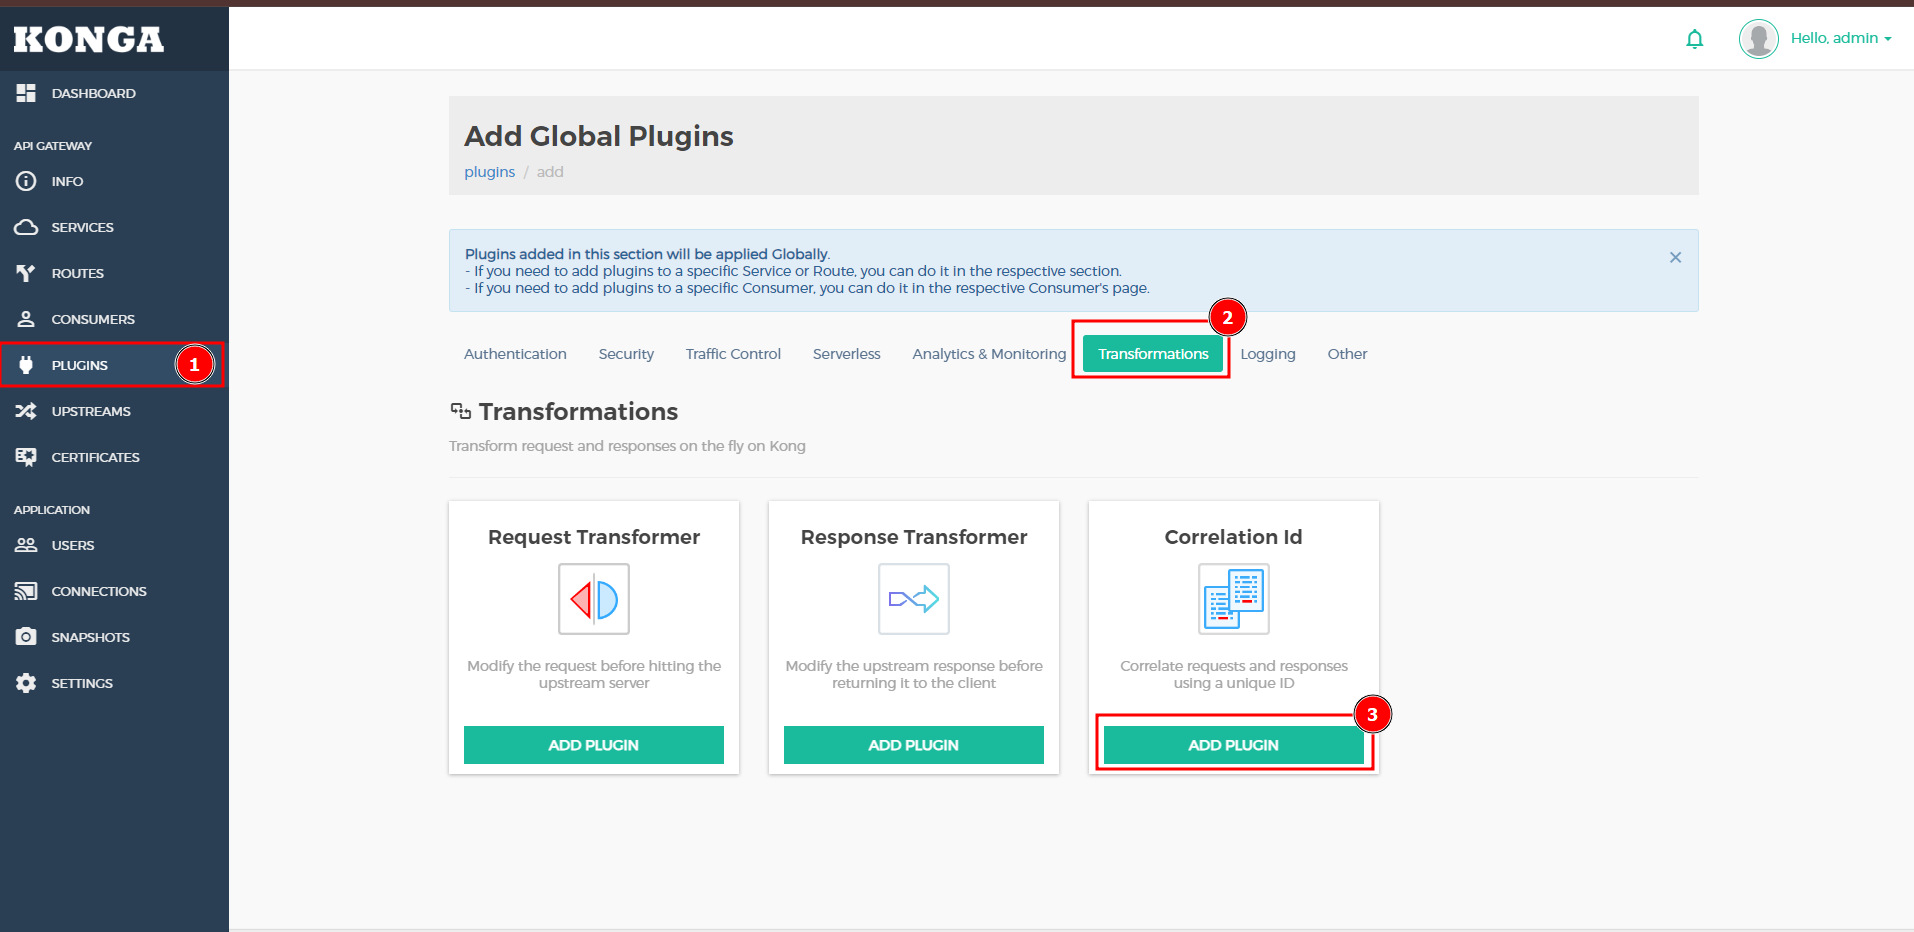 KONGA
Hello, admin
DASHBOARD
API GATEWAY
INFO
SERVICES
ROUTES
CONSUMERS
PLUGINS
1
UPSTREAMS
CERTIFICATES
APPLICATION
USERS
CONNECTIONS
SNAPSHOTS
SETTINGS
Add Global Plugins
plugins / add
Plugins added in this section will be applied Globally.
- If you need to add plugins to a specific Service or Route, you can do it in the respective section.
- If you need to add plugins to a specific Consumer, you can do it in the respective Consumer's page.
2
Authentication Security Traffic Control Serverless Analytics & Monitoring Transformations Logging Other
Transformations
Transform request and responses on the fly on Kong
Request Transformer
Modify the request before hitting the
upstream server
ADD PLUGIN
Response Transformer
Modify the upstream response before
returning it to the client
ADD PLUGIN
Correlation Id
Correlate requests and responses
using a unique ID
3
ADD PLUGIN